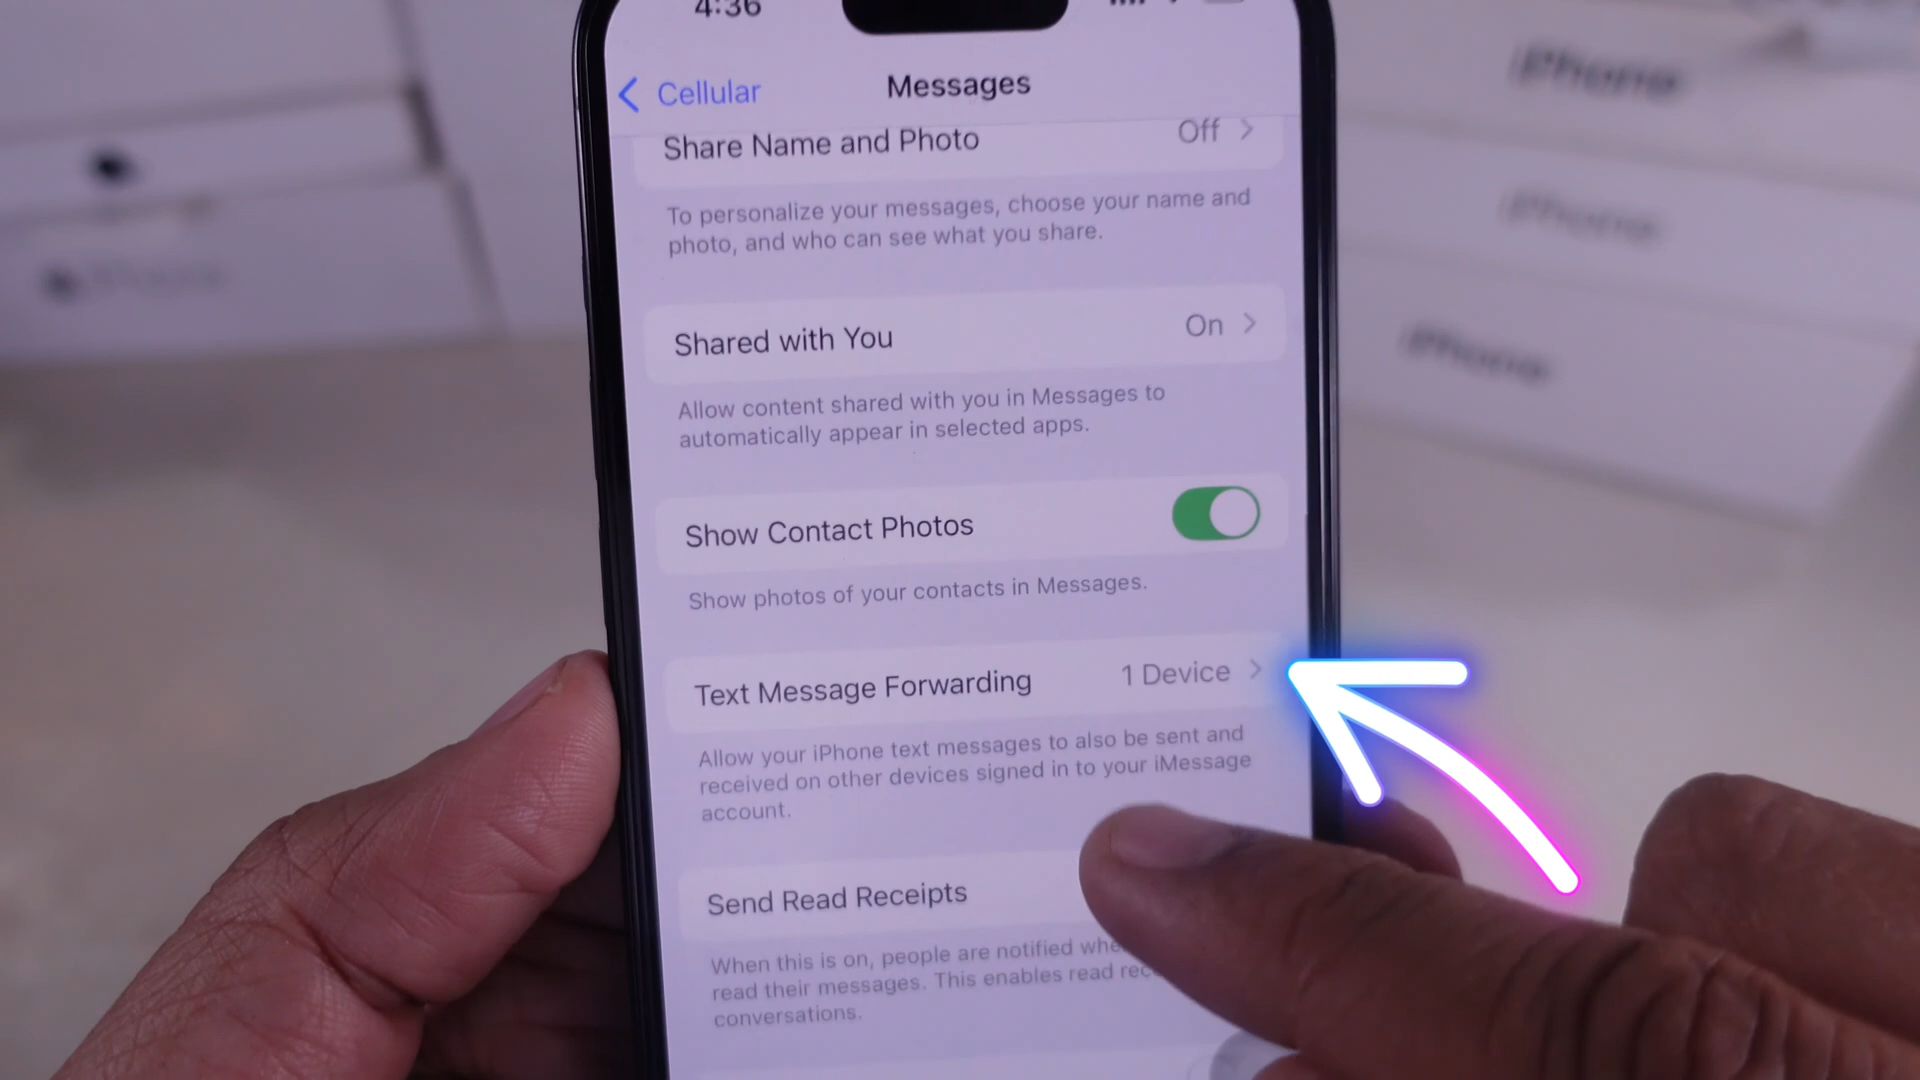 4:36
Cellular
Messages
Share Name and Photo
Off
To personalize your messages, choose your name and
photo, and who can see what you share.
Shared with You
On
Allow content shared with you in Messages to
automatically appear in selected apps.
Show Contact Photos
Show photos of your contacts in Messages.
Text Message Forwarding
1 Device
Allow your iPhone text messages to also be sent and
received on other devices signed in to your iMessage
account.
Send Read Receipts
When this is on, people are notified
read their messages. This enables read
conversations.
iPhone
iPhone
iPhone